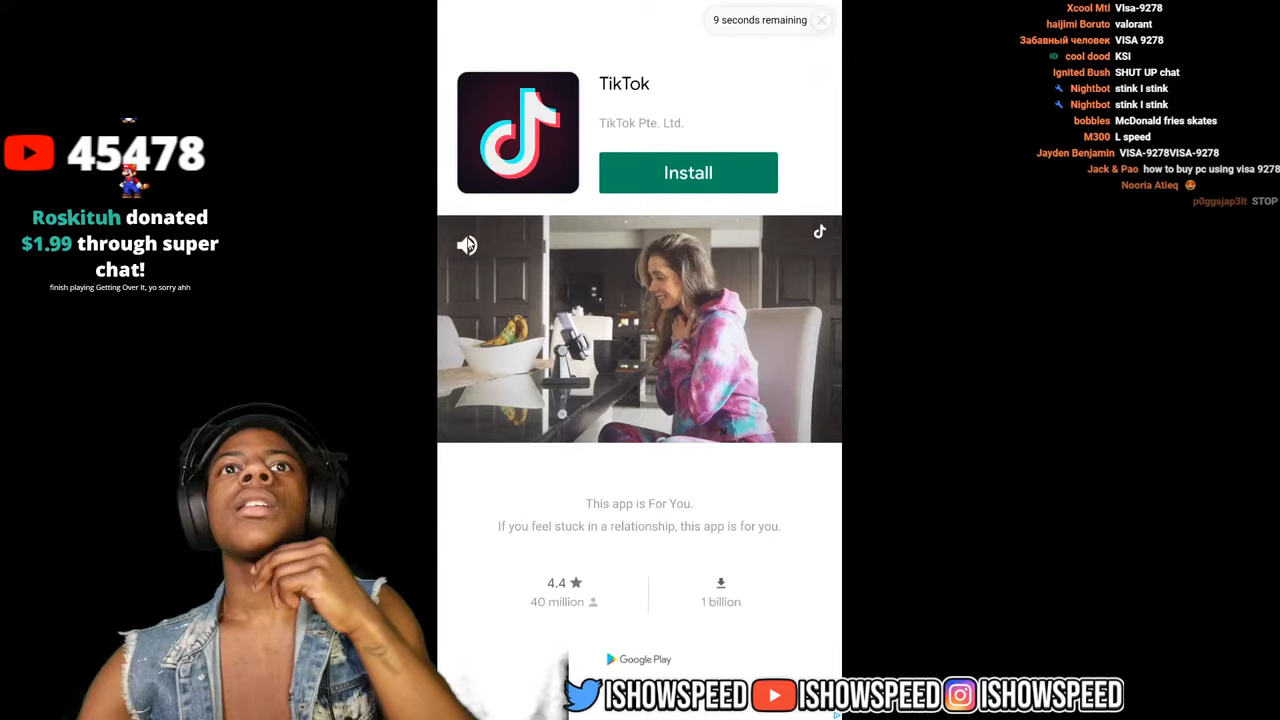 45478
Roskituh donated
$1.99 through super
chat!
finish playing Getting Over It, yo sorry ahh
9 seconds remaining
TikTok
TikTok Pte. Ltd.
Install
This app is For You.
If you feel stuck in a relationship, this app is for you.
4.4 ★
40 million
1 billion
Google Play
ISHOWSPEED ISHOWSPEED ISHOWSPEED
Xcool Mtl VIsa-9278
haijimi Boruto valorant
Забавный человек VISA 9278
cool dood KSI
Ignited Bush SHUT UP chat
Nightbot stink I stink
Nightbot stink I stink
bobbles McDonald fries skates
M300 L speed
Jayden Benjamin VISA-9278VISA-9278
Jack & Pao how to buy pc using visa 9278
Nooria Atieq
p0ggsjap3lt STOP